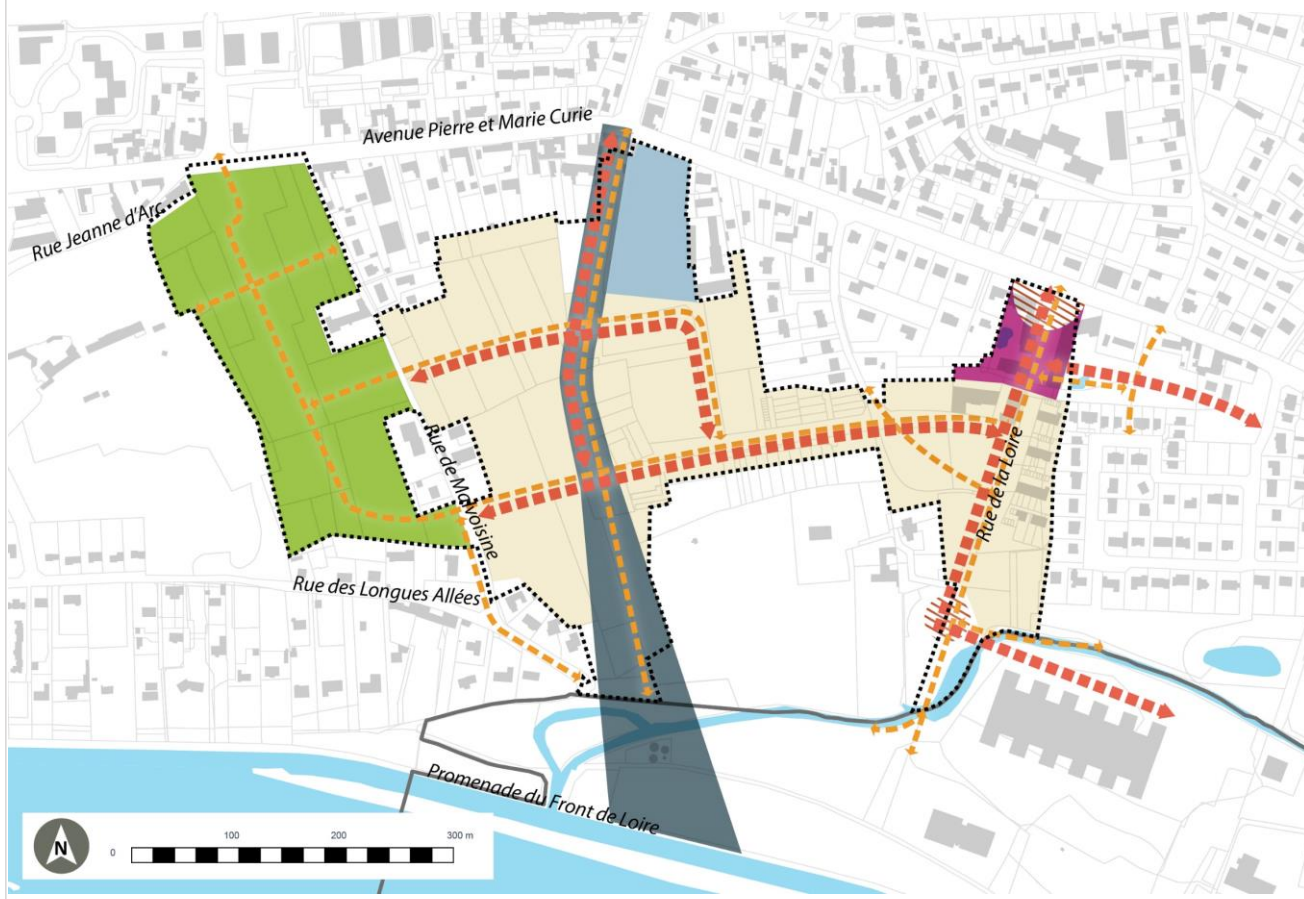 Avenue Pierre et Marie Curie
Rue Jeanne d'Arc
Rue de la Loire
Rue de Malvoisine
Rue des Longues Allées
Promenade du Front de Loire
N
0 100 200 300 m